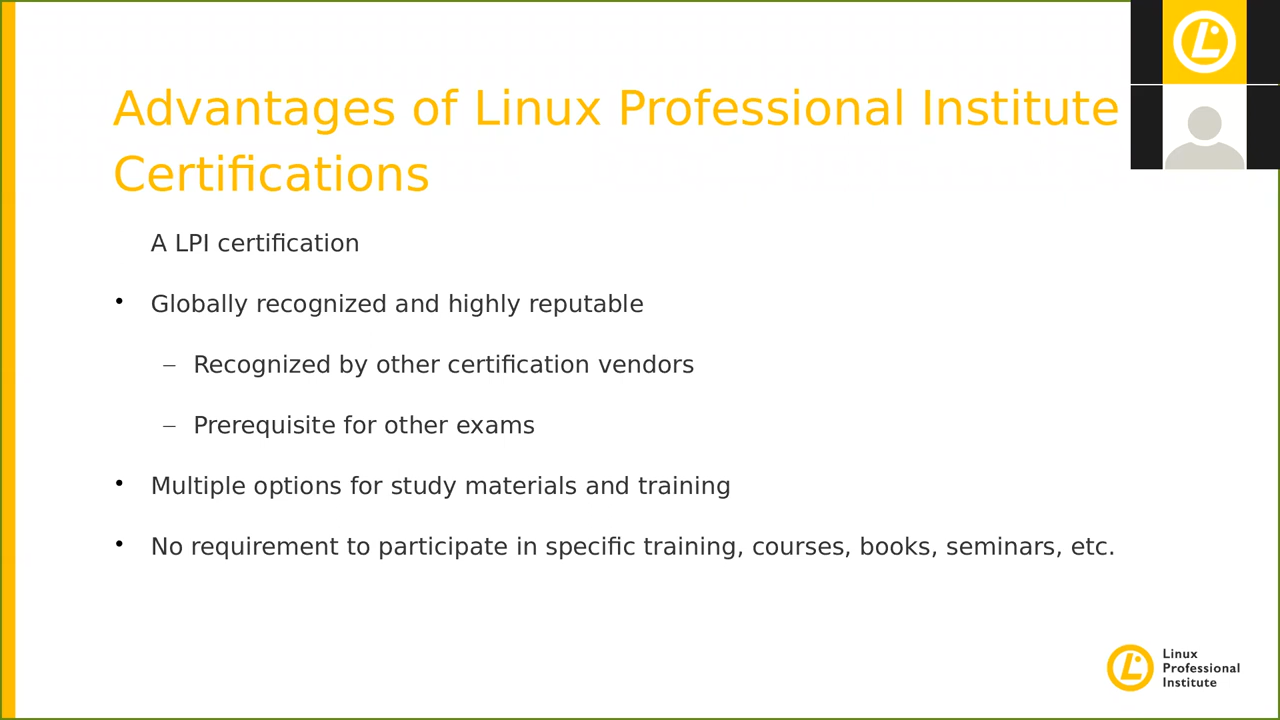 Advantages of Linux Professional Institute
Certifications
A LPI certification
• Globally recognized and highly reputable
– Recognized by other certification vendors
– Prerequisite for other exams
• Multiple options for study materials and training
• No requirement to participate in specific training, courses, books, seminars, etc.
Linux
Professional
Institute